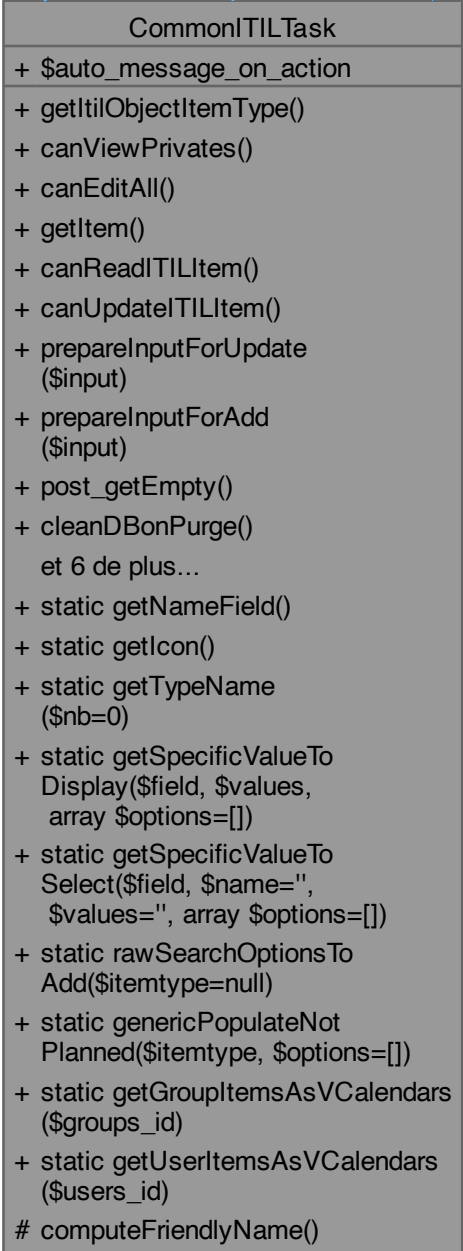 CommonITILTask
+ $auto_message_on_action
+ getItilObjectItemType()
+ canViewPrivates()
+ canEditAll()
+ getItem()
+ canReadITILItem()
+ canUpdateITILItem()
+ prepareInputForUpdate
($input)
+ prepareInputForAdd
($input)
+ post_getEmpty()
+ cleanDBonPurge()
et 6 de plus...
+ static getNameField()
+ static getIcon()
+ static getTypeName
($nb=0)
+ static getSpecificValueTo
Display($field, $values,
array $options=[])
+ static getSpecificValueTo
Select($field, $name='',
$values='', array $options=[])
+ static rawSearchOptionsTo
Add($itemtype=null)
+ static genericPopulateNot
Planned($itemtype, $options=[])
+ static getGroupItemsAsVCalendars
($groups_id)
+ static getUserItemsAsVCalendars
($users_id)
# computeFriendlyName()